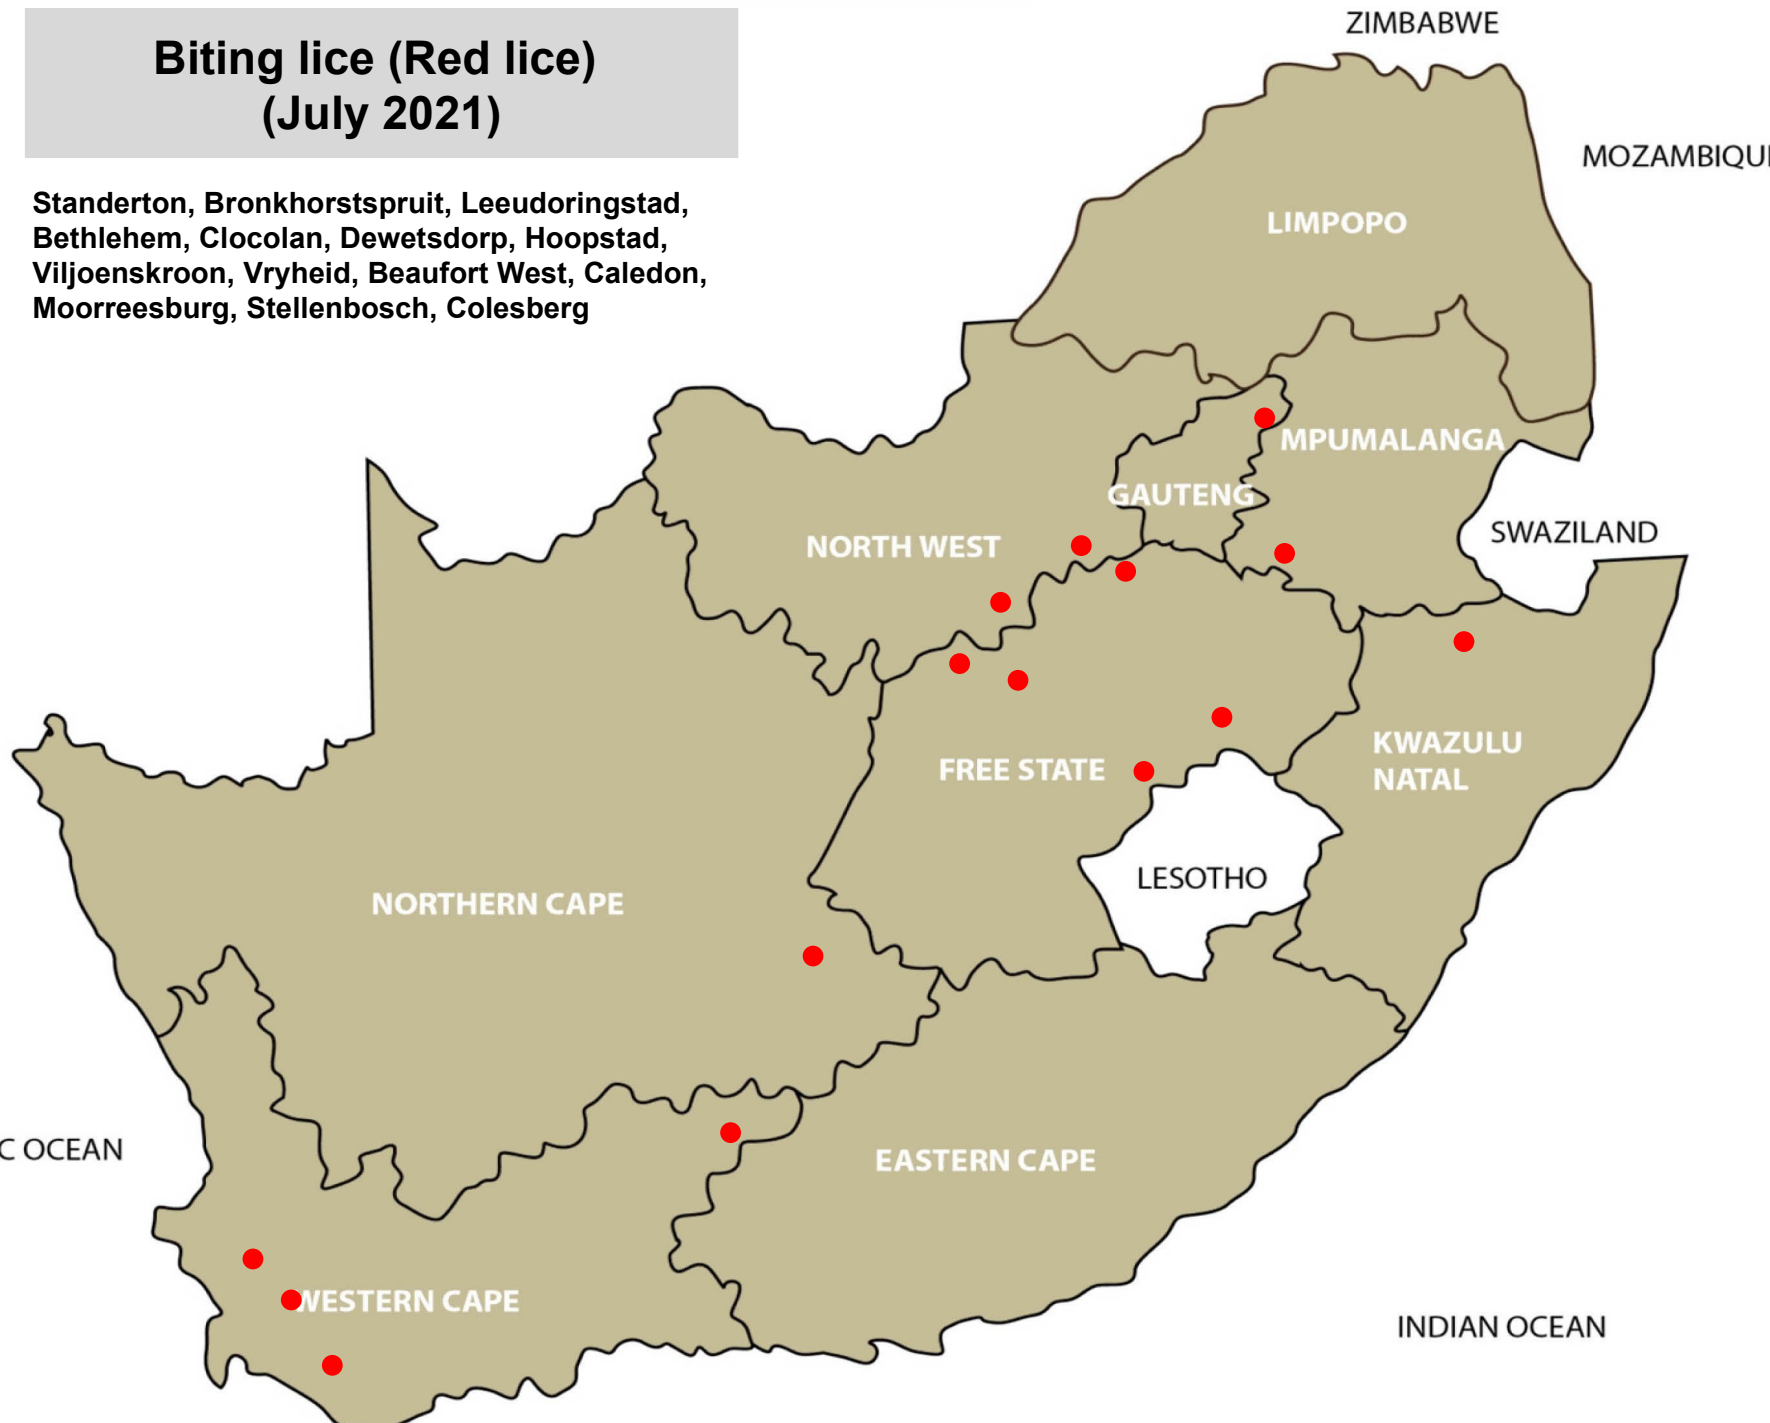 Biting lice (Red lice)
(July 2021)
Standerton, Bronkhorstspruit, Leeudoringstad,
Bethlehem, Clocolan, Dewetsdorp, Hoopstad,
Viljoenskroon, Vryheid, Beaufort West, Caledon,
Moorreesburg, Stellenbosch, Colesberg
ZIMBABWE
MOZAMBIQU
LIMPOPO
MPUMALANGA
GAUTENG
NORTH WEST
SWAZILAND
KWAZULU
NATAL
FREE STATE
LESOTHO
NORTHERN CAPE
C OCEAN
EASTERN CAPE
WESTERN CAPE
INDIAN OCEAN